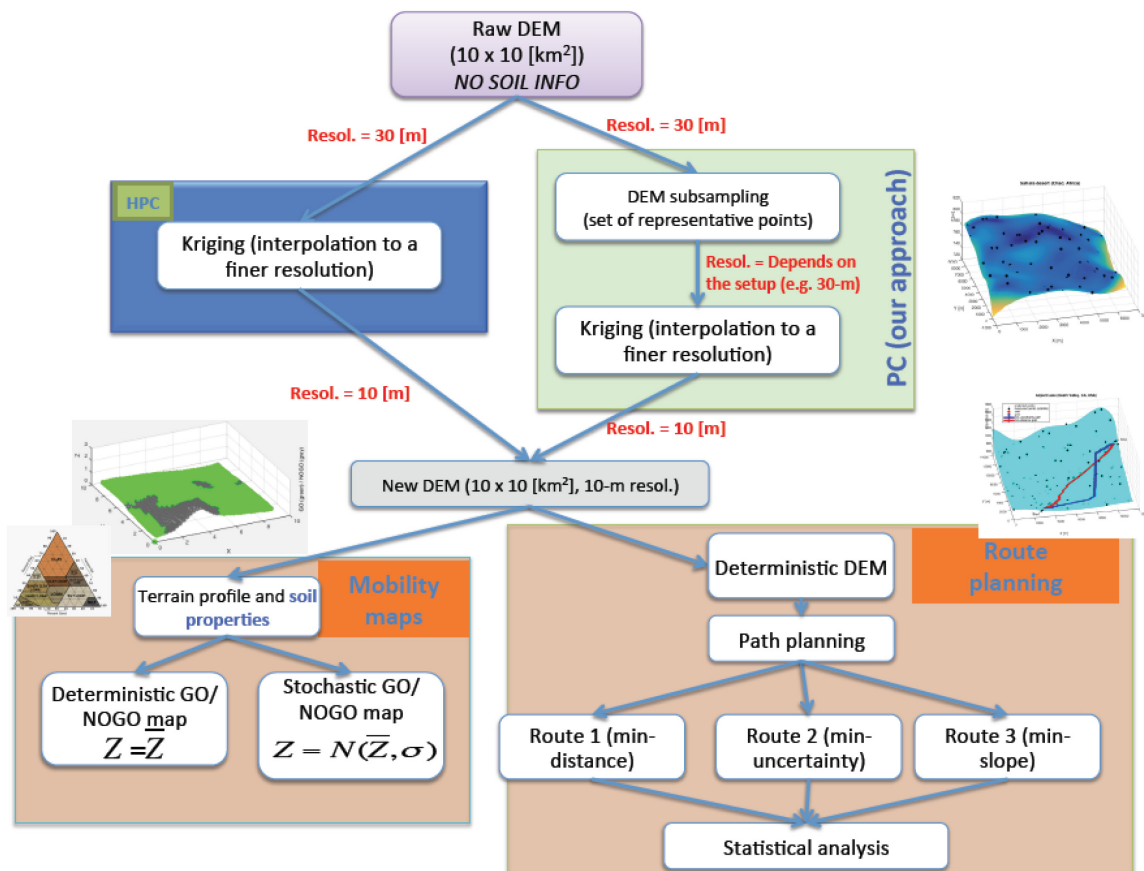 Raw DEM
(10 x 10 [km²])
NO SOIL INFO
Resol. = 30 [m]
Resol. = 30 [m]
HPC
Kriging (interpolation to a
finer resolution)
DEM subsampling
(set of representative points)
Resol. = Depends on
the setup (e.g. 30-m)
Kriging (interpolation to a
finer resolution)
PC (our approach)
Resol. = 10 [m]
Resol. = 10 [m]
New DEM (10 x 10 [km²], 10-m resol.)
GO (green) / NOGO (grey)
X
Mobility
maps
Terrain profile and soil
properties
Deterministic GO/
NOGO map
Z = Z̅
Stochastic GO/
NOGO map
Z = N(Z̅, σ)
Route
planning
Deterministic DEM
Path planning
Route 1 (min-
distance)
Route 2 (min-
uncertainty)
Route 3 (min-
slope)
Statistical analysis